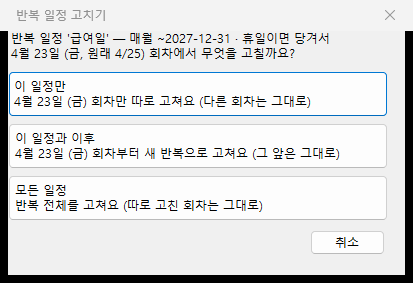 반복 일정 고치기
반복 일정 '급여일' — 매월 ~2027-12-31 · 휴일이면 당겨서
4월 23일 (금, 원래 4/25) 회차에서 무엇을 고칠까요?
이 일정만
4월 23일 (금) 회차만 따로 고쳐요 (다른 회차는 그대로)
이 일정과 이후
4월 23일 (금) 회차부터 새 반복으로 고쳐요 (그 앞은 그대로)
모든 일정
반복 전체를 고쳐요 (따로 고친 회차는 그대로)
취소